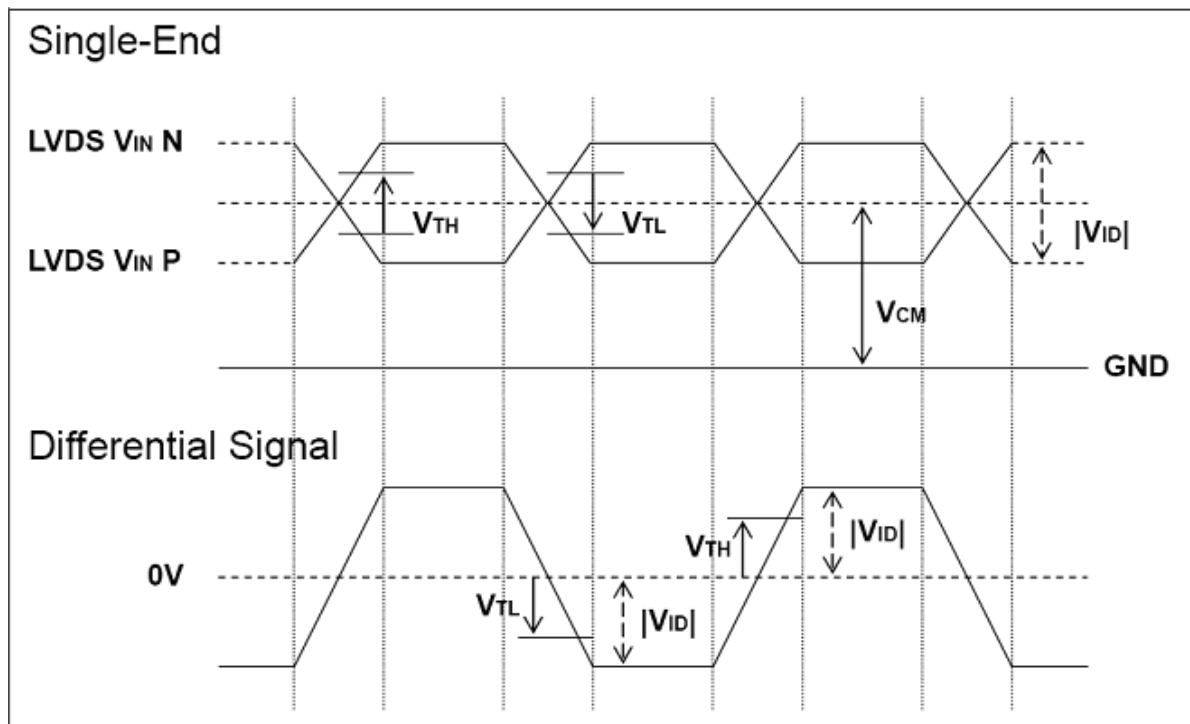 Single-End
LVDS VIN N
VTH
VTL
|VID|
LVDS VIN P
VCM
GND
Differential Signal
VTH
|VID|
0V
VTL
|VID|